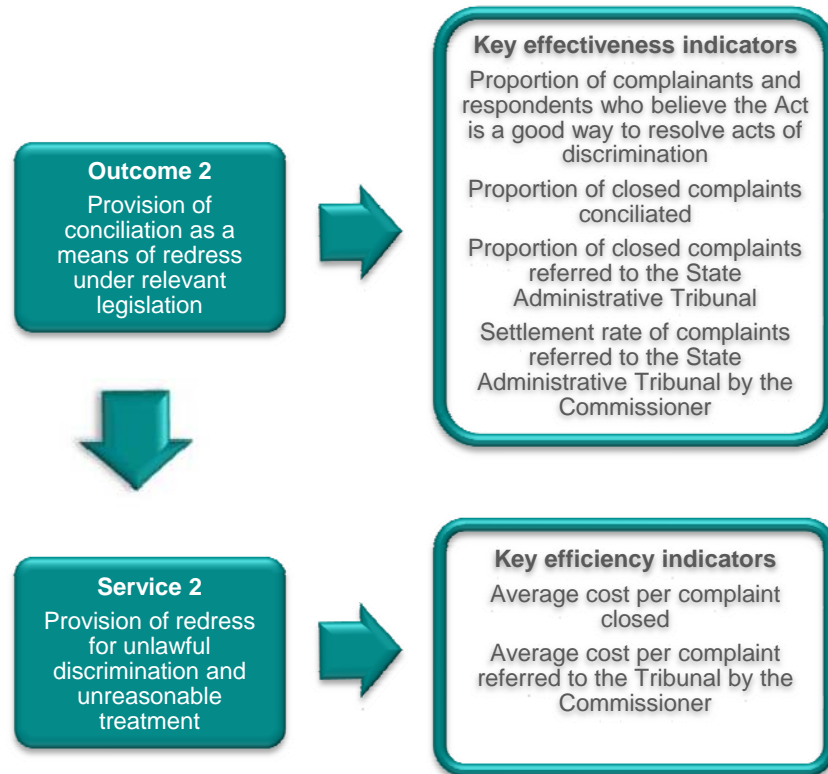 Outcome 2
Provision of
conciliation as a
means of redress
under relevant
legislation
Key effectiveness indicators
Proportion of complainants and
respondents who believe the Act
is a good way to resolve acts of
discrimination
Proportion of closed complaints
conciliated
Proportion of closed complaints
referred to the State
Administrative Tribunal
Settlement rate of complaints
referred to the State
Administrative Tribunal by the
Commissioner
Service 2
Provision of redress
for unlawful
discrimination and
unreasonable
treatment
Key efficiency indicators
Average cost per complaint
closed
Average cost per complaint
referred to the Tribunal by the
Commissioner